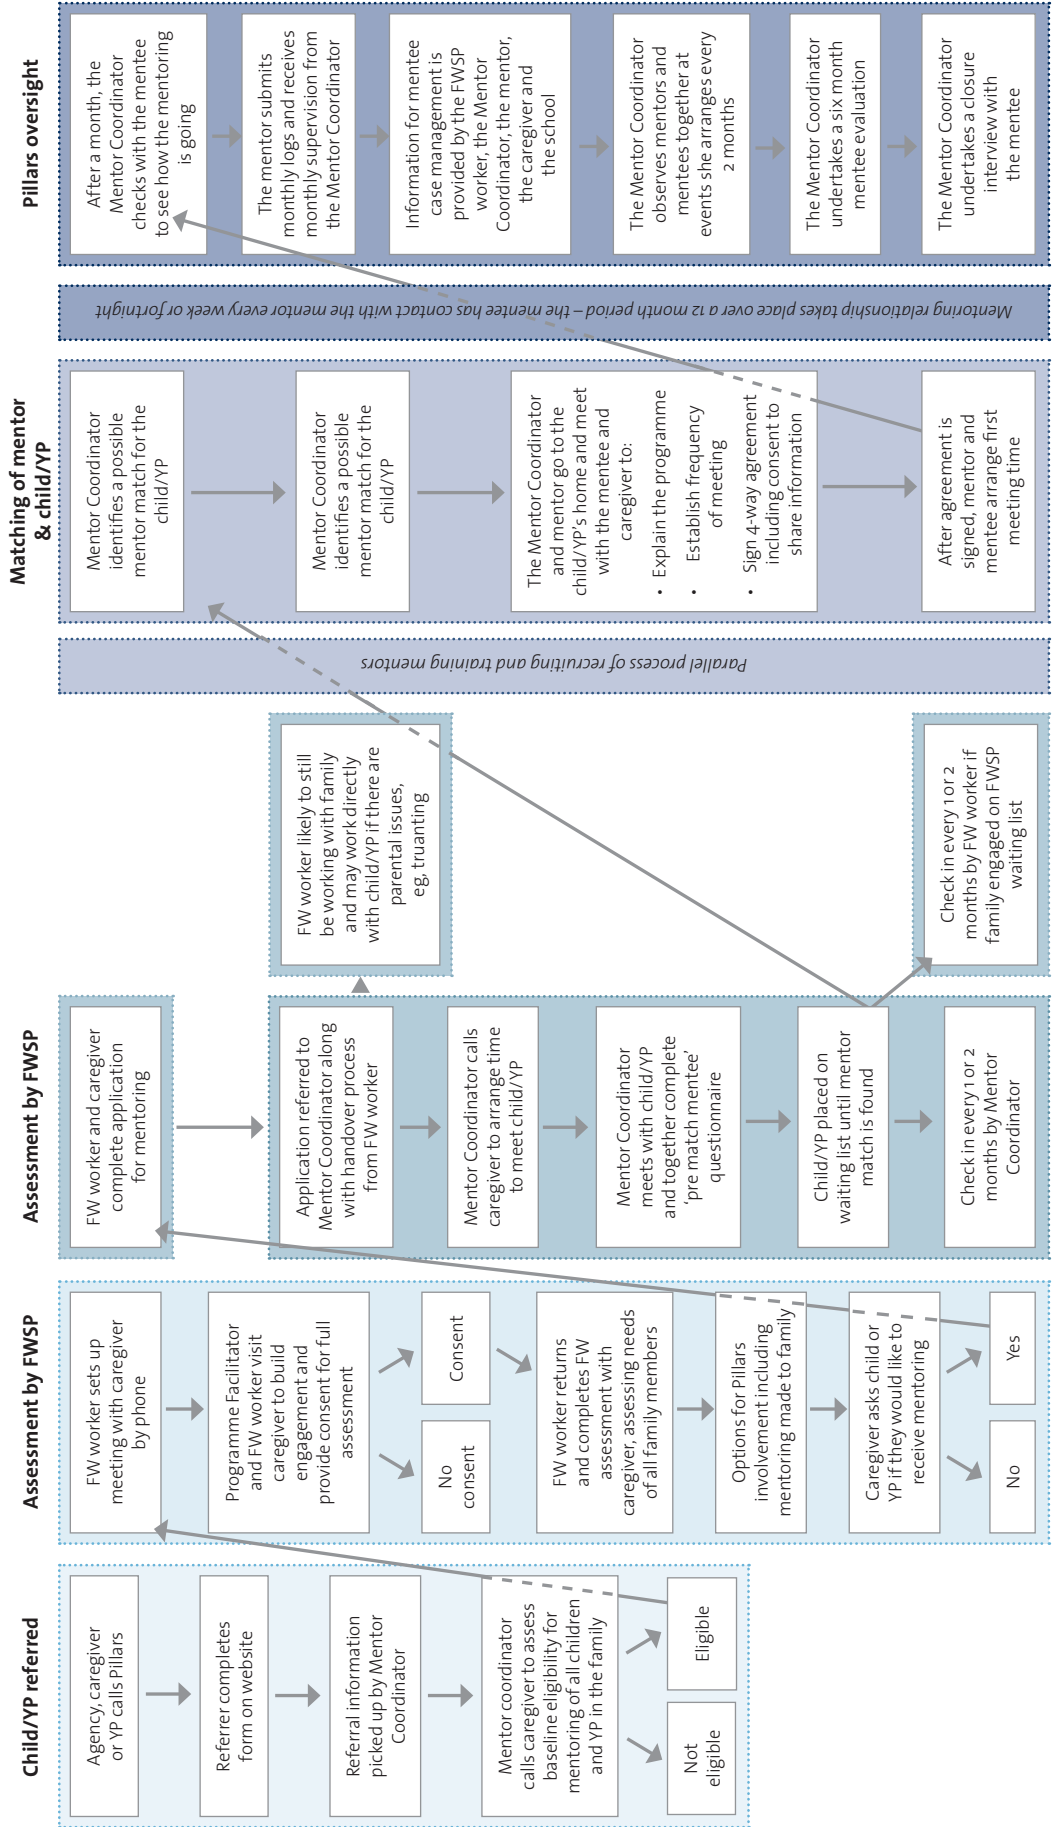 Child/YP referred
Agency, caregiver
or YP calls Pillars
Referrer completes
form on website
Referral information
picked up by Mentor
Coordinator
Mentor coordinator
calls caregiver to assess
baseline eligibility for
mentoring of all children
and YP in the family
Not
eligible
Eligible
Assessment by FWSP
FW worker sets up
meeting with caregiver
by phone
Programme Facilitator
and FW worker visit
caregiver to build
engagement and
provide consent for full
assessment
No
consent
Consent
FW worker returns
and completes FW
assessment with
caregiver, assessing needs
of all family members
Options for Pillars
involvement including
mentoring made to family
Caregiver asks child or
YP if they would like to
receive mentoring
No
Yes
Assessment by FWSP
FW worker and caregiver
complete application
for mentoring
Application referred to
Mentor Coordinator along
with handover process
from FW worker
Mentor Coordinator calls
caregiver to arrange time
to meet child/YP
Mentor Coordinator
meets with child/YP
and together complete
‘pre match mentee’
questionnaire
Child/YP placed on
waiting list until mentor
match is found
Check in every 1 or 2
months by Mentor
Coordinator
FW worker likely to still
be working with family
and may work directly
with child/YP if there are
parental issues,
eg, truanting
Check in every 1 or 2
months by FW worker if
family engaged on FWSP
waiting list
Parallel process of recruiting and training mentors
Matching of mentor
& child/YP
Mentor Coordinator
identifies a possible
mentor match for the
child/YP
Mentor Coordinator
identifies a possible
mentor match for the
child/YP
The Mentor Coordinator
and mentor go to the
child/YP’s home and meet
with the mentee and
caregiver to:
• Explain the programme
• Establish frequency
of meeting
• Sign 4-way agreement
including consent to
share information
After agreement is
signed, mentor and
mentee arrange first
meeting time
Mentoring relationship takes place over a 12 month period – the mentee has contact with the mentor every week or fortnight
Pillars oversight
After a month, the
Mentor Coordinator
checks with the mentee
to see how the mentoring
is going
The mentor submits
monthly logs and receives
monthly supervision from
the Mentor Coordinator
Information for mentee
case management is
provided by the FWSP
worker, the Mentor
Coordinator, the mentor,
the caregiver and
the school
The Mentor Coordinator
observes mentors and
mentees together at
events she arranges every
2 months
The Mentor Coordinator
undertakes a six month
mentee evaluation
The Mentor Coordinator
undertakes a closure
interview with
the mentee